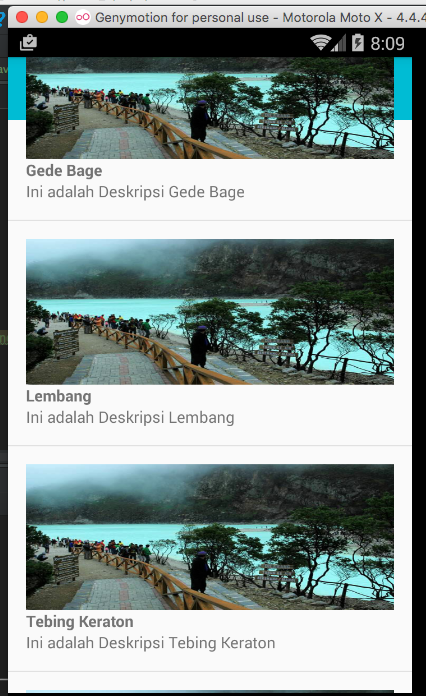 Genymotion for personal use - Motorola Moto X - 4.4.4
8:09
Gede Bage
Ini adalah Deskripsi Gede Bage
Lembang
Ini adalah Deskripsi Lembang
Tebing Keraton
Ini adalah Deskripsi Tebing Keraton